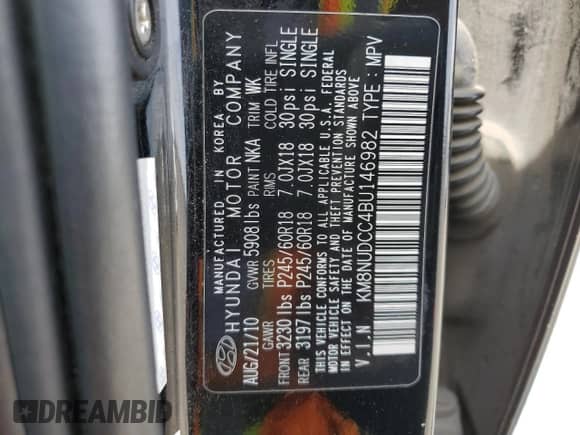 MANUFACTURED IN KOREA BY
HYUNDAI MOTOR COMPANY
AUG/21/10 GVWR 5908 lbs PAINT NKA TRIM WK
GAWR TIRES RIMS COLD TIRE INFL
FRONT 3230 lbs P245/60R18 7.0JX18 30psi SINGLE
REAR 3197 lbs P245/60R18 7.0JX18 30psi SINGLE
THIS VEHICLE CONFORMS TO ALL APPLICABLE U.S.A. FEDERAL
MOTOR VEHICLE SAFETY AND THEFT PREVENTION STANDARDS
IN EFFECT ON THE DATE OF MANUFACTURE SHOWN ABOVE
V.I.N KM8NUDCC4BU146982 TYPE : MPV
DREAMBID